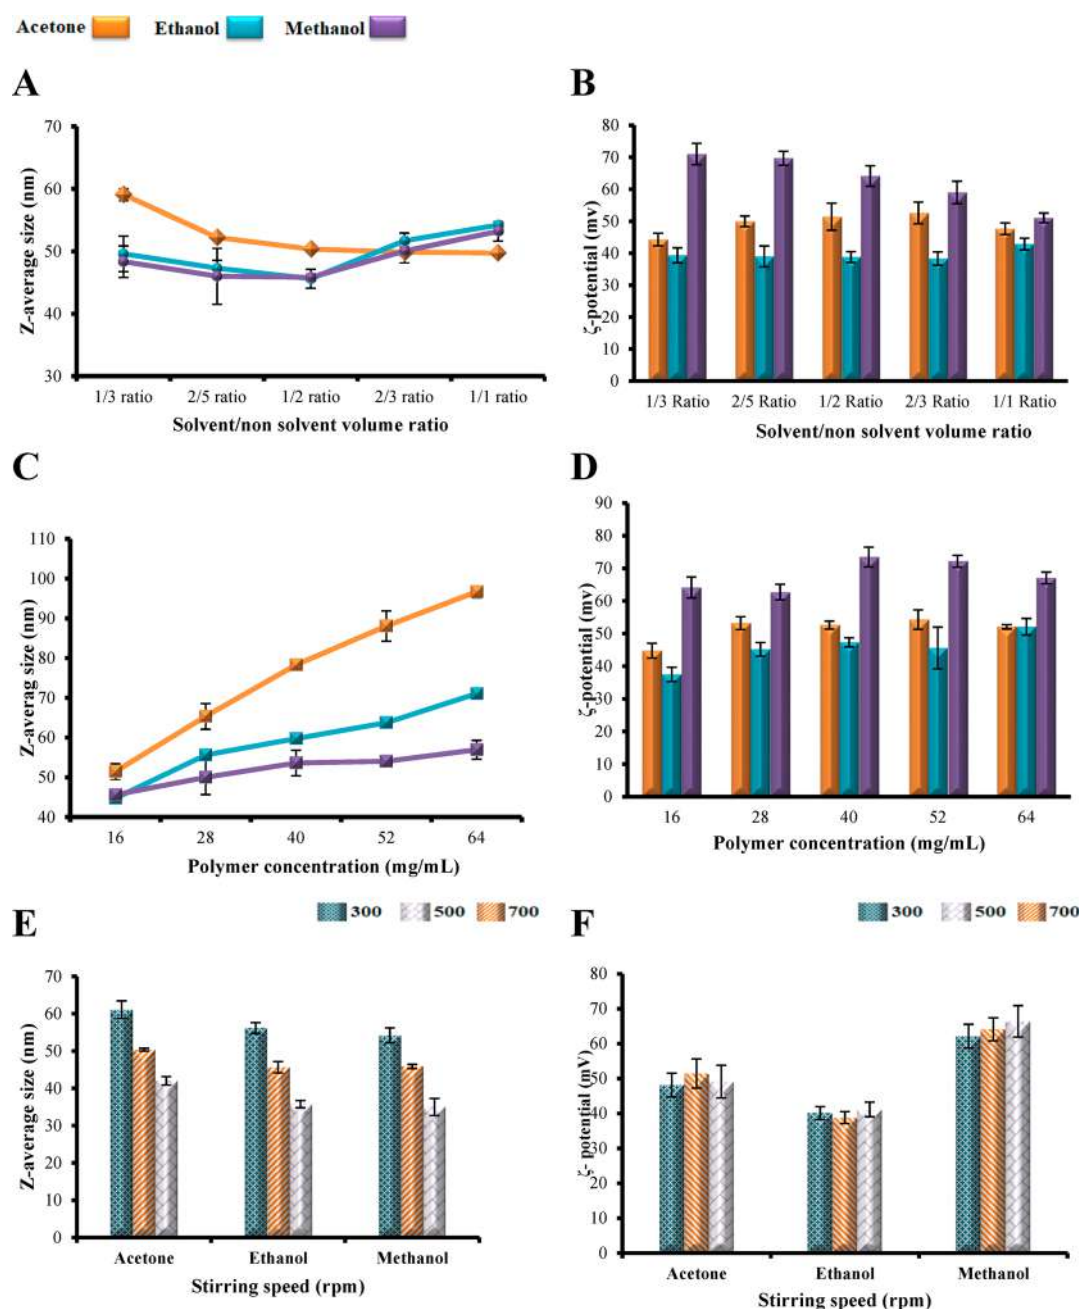 Acetone Ethanol Methanol
A
Z-average size (nm)
70
60
50
40
30
1/3 ratio 2/5 ratio 1/2 ratio 2/3 ratio 1/1 ratio
Solvent/non solvent volume ratio
B
ζ-potential (mv)
80
70
60
50
40
30
20
10
0
1/3 Ratio 2/5 Ratio 1/2 Ratio 2/3 Ratio 1/1 Ratio
Solvent/non solvent volume ratio
C
Z-averag size (nm)
110
100
90
80
70
60
50
40
16 28 40 52 64
Polymer concentration (mg/mL)
D
ζ-potential (mv)
90
80
70
60
50
40
30
20
10
0
16 28 40 52 64
Polymer concentration (mg/mL)
E
300 500 700
Z-average size (nm)
70
60
50
40
30
20
10
0
Acetone Ethanol Methanol
Stirring speed (rpm)
F
300 500 700
ζ- potential (mV)
80
70
60
50
40
30
20
10
0
Acetone Ethanol Methanol
Stirring speed (rpm)